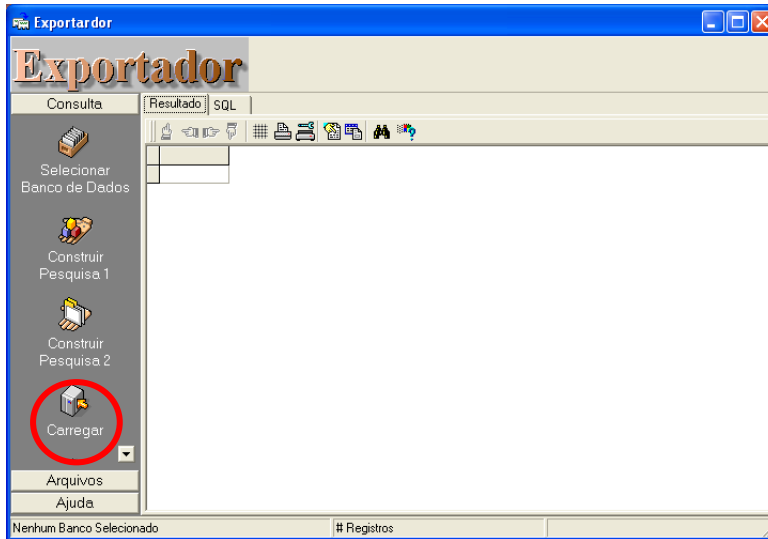 Exportardor
Exportador
Consulta
Resultado SQL
Selecionar
Banco de Dados
Construir
Pesquisa 1
Construir
Pesquisa 2
Carregar
Arquivos
Ajuda
Nenhum Banco Selecionado # Registros